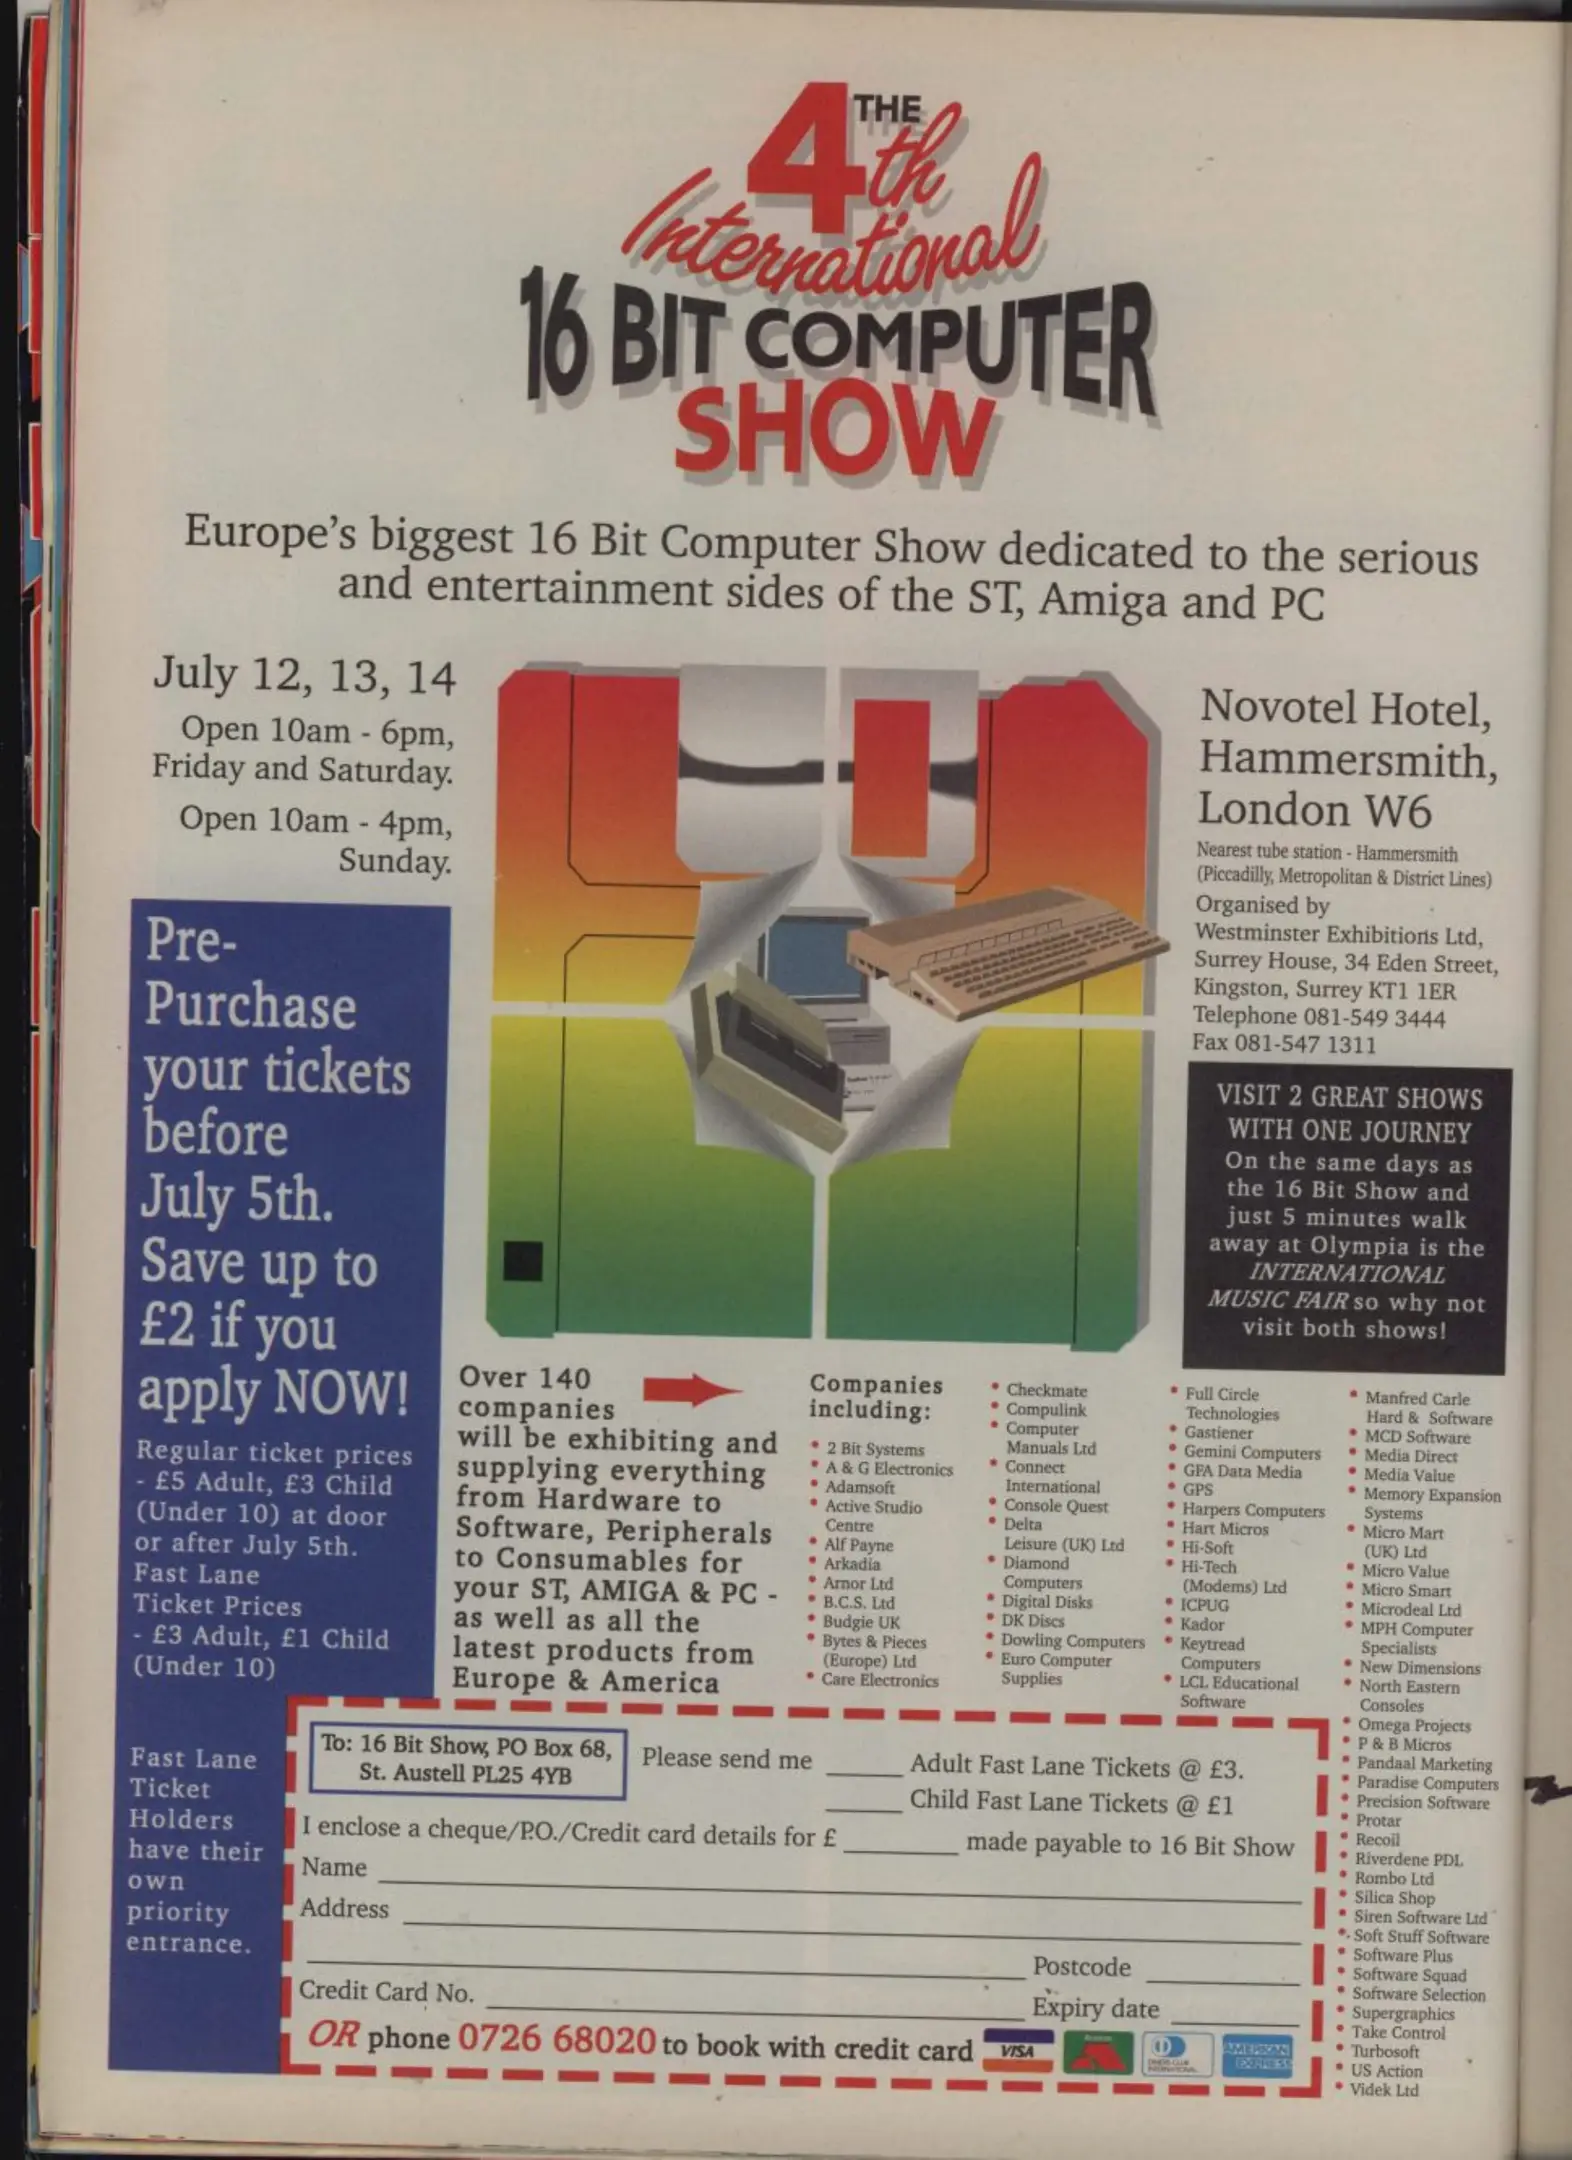 THE
4th
International
16 BIT COMPUTER
SHOW
Europe's biggest 16 Bit Computer Show dedicated to the serious
and entertainment sides of the ST, Amiga and PC
July 12, 13, 14
Open 10am - 6pm,
Friday and Saturday.
Open 10am - 4pm,
Sunday.
Novotel Hotel,
Hammersmith,
London W6
Nearest tube station - Hammersmith
(Piccadilly, Metropolitan & District Lines)
Organised by
Westminster Exhibitions Ltd,
Surrey House, 34 Eden Street,
Kingston, Surrey KT1 1ER
Telephone 081-549 3444
Fax 081-547 1311
VISIT 2 GREAT SHOWS
WITH ONE JOURNEY
On the same days as
the 16 Bit Show and
just 5 minutes walk
away at Olympia is the
INTERNATIONAL
MUSIC FAIR so why not
visit both shows!
Pre-
Purchase
your tickets
before
July 5th.
Save up to
£2 if you
apply NOW!
Regular ticket prices
- £5 Adult, £3 Child
(Under 10) at door
or after July 5th.
Fast Lane
Ticket Prices
- £3 Adult, £1 Child
(Under 10)
Fast Lane
Ticket
Holders
have their
own
priority
entrance.
Over 140
companies
will be exhibiting and
supplying everything
from Hardware to
Software, Peripherals
to Consumables for
your ST, AMIGA & PC -
as well as all the
latest products from
Europe & America
Companies
including:
• 2 Bit Systems
• A & G Electronics
• Adamsoft
• Active Studio
Centre
• Alf Payne
• Arkadia
• Arnor Ltd
• B.C.S. Ltd
• Budgie UK
• Bytes & Pieces
(Europe) Ltd
• Care Electronics
• Checkmate
• Compulink
• Computer
Manuals Ltd
• Connect
International
• Console Quest
• Delta
Leisure (UK) Ltd
• Diamond
Computers
• Digital Disks
• DK Discs
• Dowling Computers
• Euro Computer
Supplies
• Full Circle
Technologies
• Gastiener
• Gemini Computers
• GFA Data Media
• GPS
• Harpers Computers
• Hart Micros
• Hi-Soft
• Hi-Tech
(Modems) Ltd
• ICPUG
• Kador
• Keytread
Computers
• LCL Educational
Software
• Manfred Carle
Hard & Software
• MCD Software
• Media Direct
• Media Value
• Memory Expansion
Systems
• Micro Mart
(UK) Ltd
• Micro Value
• Micro Smart
• Microdeal Ltd
• MPH Computer
Specialists
• New Dimensions
• North Eastern
Consoles
• Omega Projects
• P & B Micros
• Pandaal Marketing
• Paradise Computers
• Precision Software
• Protar
• Recoil
• Riverdene PDL
• Rombo Ltd
• Silica Shop
• Siren Software Ltd
• Soft Stuff Software
• Software Plus
• Software Squad
• Software Selection
• Supergraphics
• Take Control
• Turbosoft
• US Action
• Videk Ltd
To: 16 Bit Show, PO Box 68,
St. Austell PL25 4YB
Please send me ______ Adult Fast Lane Tickets @ £3.
______ Child Fast Lane Tickets @ £1
I enclose a cheque/P.O./Credit card details for £ ______ made payable to 16 Bit Show
Name
Address
Postcode
Credit Card No.
Expiry date
OR phone 0726 68020 to book with credit card
VISA
DINERS CLUB
INTERNATIONAL
AMERICAN
EXPRESS